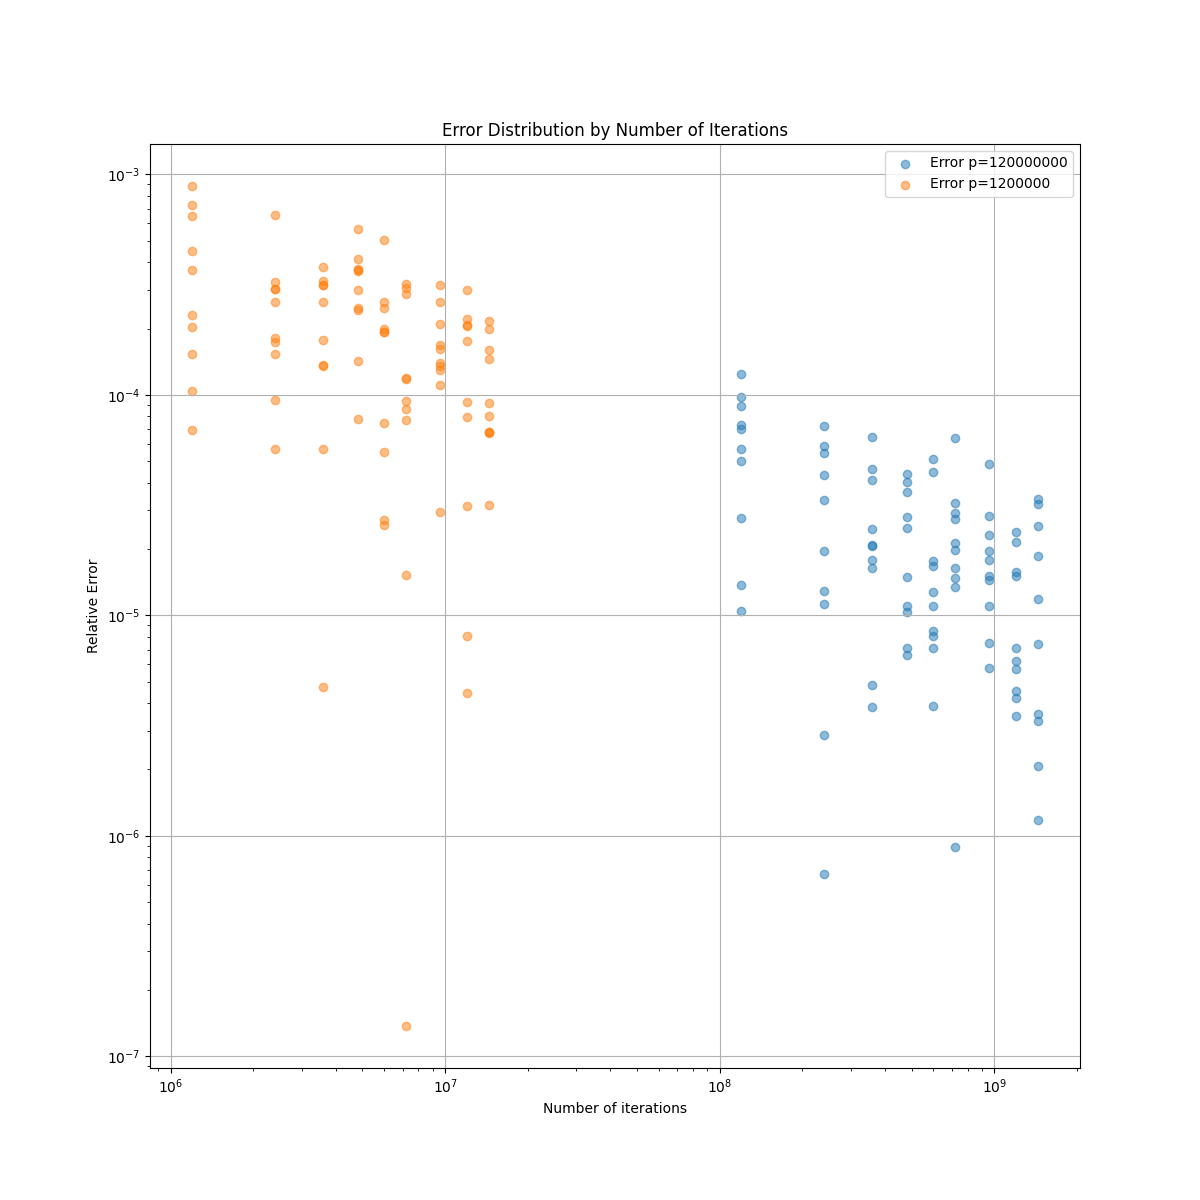 Error Distribution by Number of Iterations
Error p=120000000
Error p=1200000
Relative Error
10⁻³
10⁻⁴
10⁻⁵
10⁻⁶
10⁻⁷
10⁶ 10⁷ 10⁸ 10⁹
Number of iterations